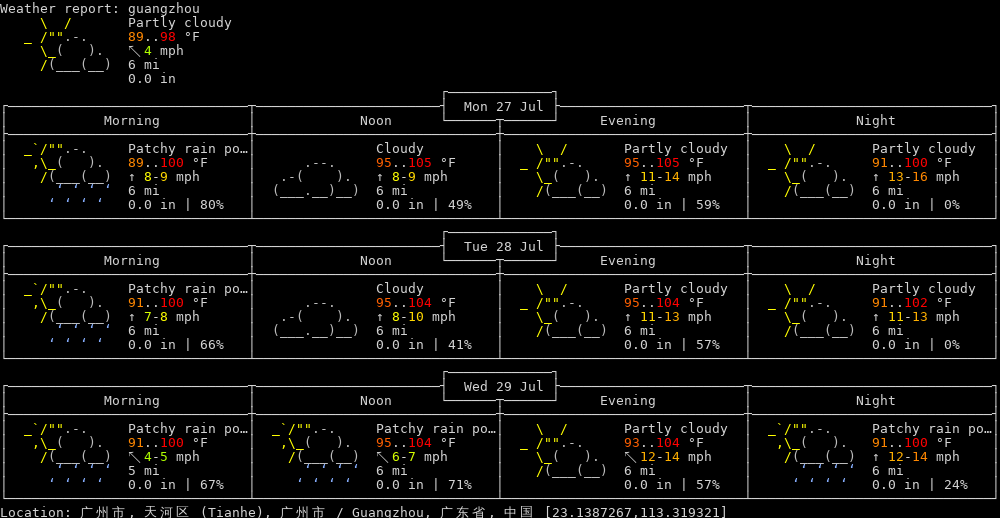 Weather report: guangzhou
Partly cloudy
89..98 °F
↖ 4 mph
6 mi
0.0 in
Mon 27 Jul
Morning Noon Evening Night
Patchy rain po… Cloudy Partly cloudy Partly cloudy
89..100 °F 95..105 °F 95..105 °F 91..100 °F
↑ 8-9 mph ↑ 8-9 mph ↑ 11-14 mph ↑ 13-16 mph
6 mi 6 mi 6 mi 6 mi
0.0 in | 80% 0.0 in | 49% 0.0 in | 59% 0.0 in | 0%
Tue 28 Jul
Morning Noon Evening Night
Patchy rain po… Cloudy Partly cloudy Partly cloudy
91..100 °F 95..104 °F 95..104 °F 91..102 °F
↑ 7-8 mph ↑ 8-10 mph ↑ 11-13 mph ↑ 11-13 mph
6 mi 6 mi 6 mi 6 mi
0.0 in | 66% 0.0 in | 41% 0.0 in | 57% 0.0 in | 0%
Wed 29 Jul
Morning Noon Evening Night
Patchy rain po… Patchy rain po… Partly cloudy Patchy rain po…
91..100 °F 95..104 °F 93..104 °F 91..100 °F
↖ 4-5 mph ↖ 6-7 mph ↖ 12-14 mph ↑ 12-14 mph
5 mi 6 mi 6 mi 6 mi
0.0 in | 67% 0.0 in | 71% 0.0 in | 57% 0.0 in | 24%
Location: 广州市, 天河区 (Tianhe), 广州市 / Guangzhou, 广东省, 中国 [23.1387267,113.319321]